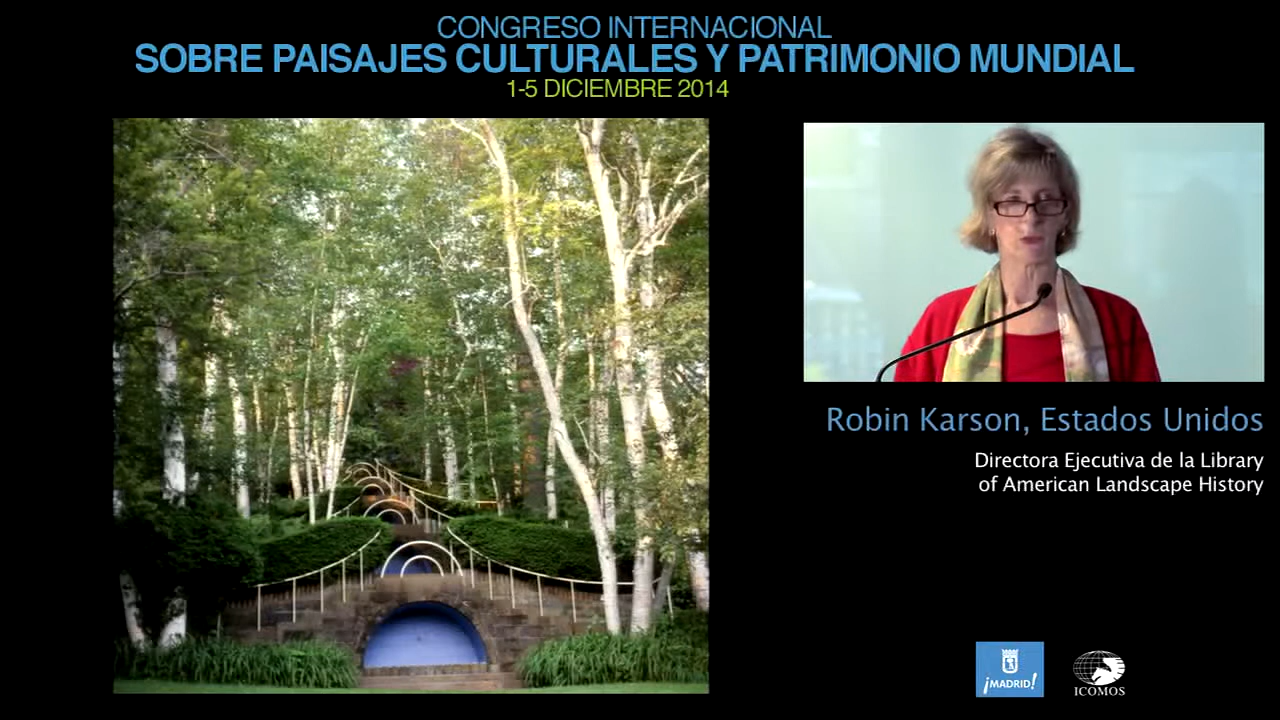 CONGRESO INTERNACIONAL
SOBRE PAISAJES CULTURALES Y PATRIMONIO MUNDIAL
1-5 DICIEMBRE 2014
Robin Karson, Estados Unidos
Directora Ejecutiva de la Library
of American Landscape History
¡MADRID!
ICOMOS